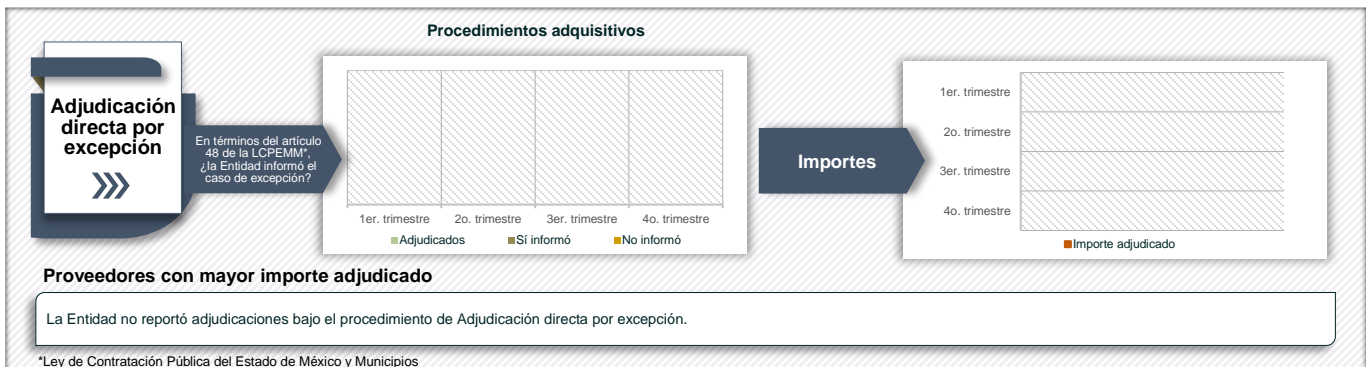 Procedimientos adquisitivos
Adjudicación
directa por
excepción
En términos del artículo
48 de la LCPEMM*,
¿la Entidad informó el
caso de excepción?
1er. trimestre
2o. trimestre
3er. trimestre
4o. trimestre
Adjudicados
Sí informó
No informó
Importes
1er. trimestre
2o. trimestre
3er. trimestre
4o. trimestre
Importe adjudicado
Proveedores con mayor importe adjudicado
La Entidad no reportó adjudicaciones bajo el procedimiento de Adjudicación directa por excepción.
*Ley de Contratación Pública del Estado de México y Municipios